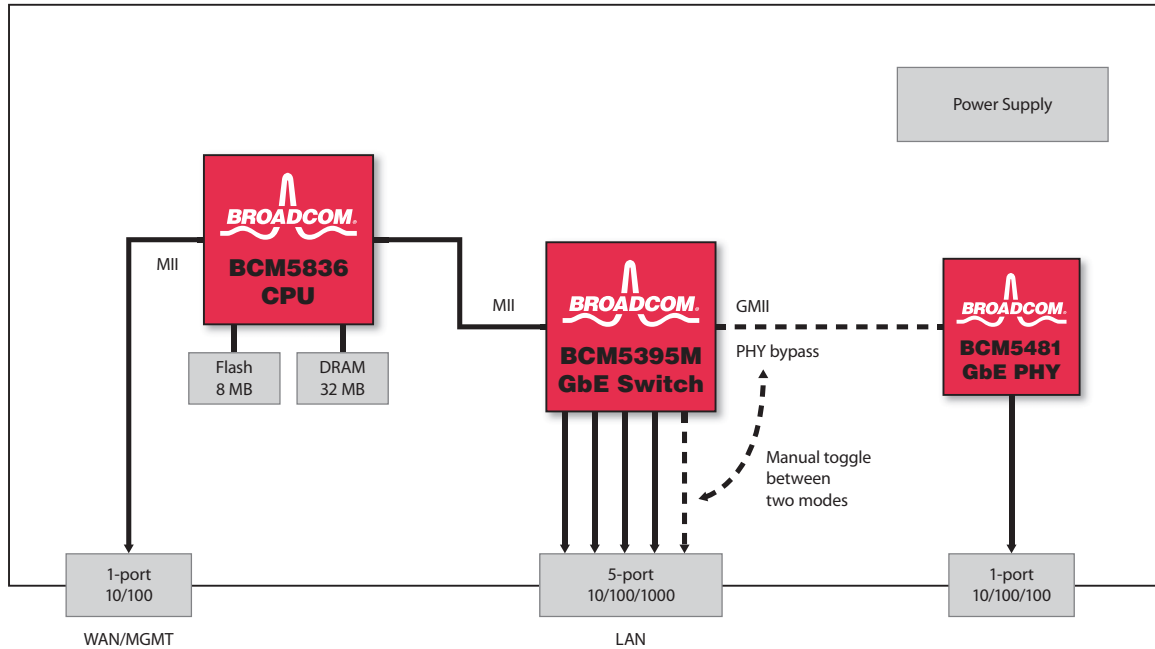 Power Supply
BROADCOM®
BCM5836
CPU
MII
MII
Flash
8 MB
DRAM
32 MB
BROADCOM®
BCM5395M
GbE Switch
GMII
PHY bypass
BROADCOM®
BCM5481
GbE PHY
Manual toggle
between
two modes
1-port
10/100
WAN/MGMT
5-port
10/100/1000
LAN
1-port
10/100/100